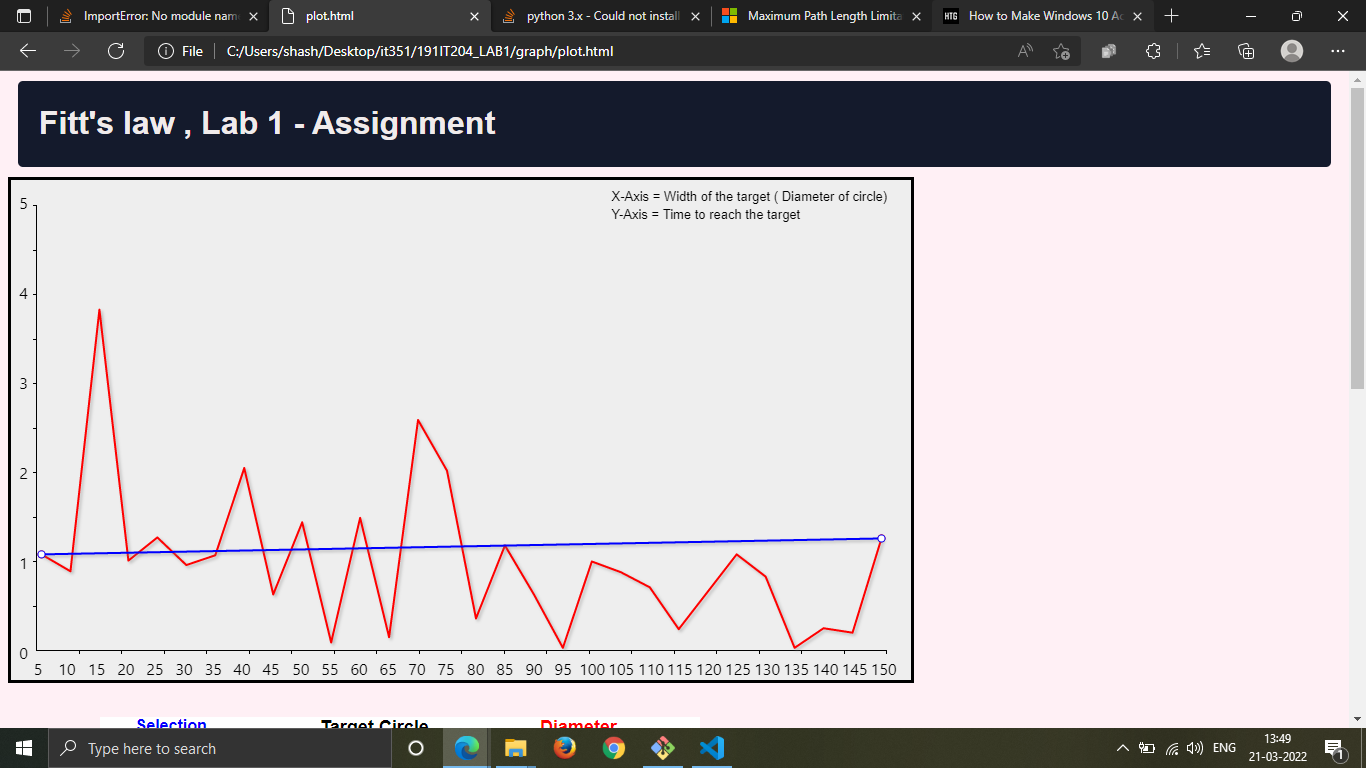 ImportError: No module nam
plot.html
python 3.x - Could not install
Maximum Path Length Limita
HTG
How to Make Windows 10 Ac
File
C:/Users/shash/Desktop/it351/191IT204_LAB1/graph/plot.html
Fitt's law , Lab 1 - Assignment
X-Axis = Width of the target ( Diameter of circle)
Y-Axis = Time to reach the target
5
4
3
2
1
0
5 10 15 20 25 30 35 40 45 50 55 60 65 70 75 80 85 90 95 100 105 110 115 120 125 130 135 140 145 150
Selection Target Circle Diameter
Type here to search
ENG
13:49
21-03-2022
1